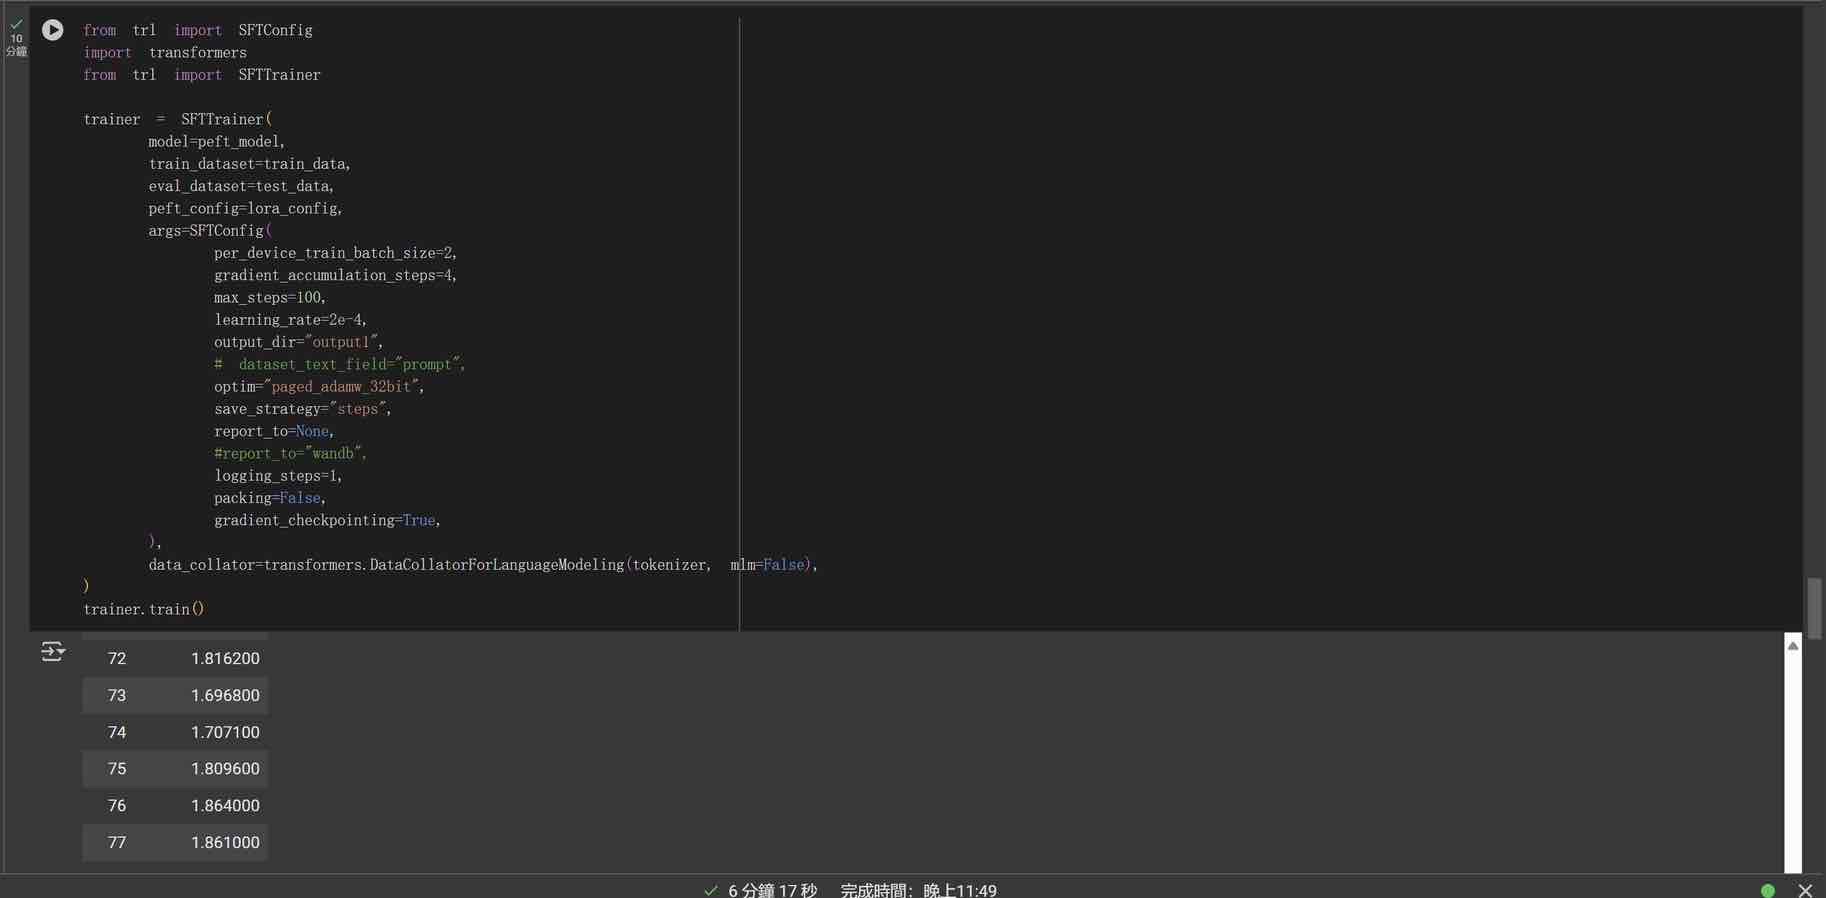 10
分鐘
from trl import SFTConfig
import transformers
from trl import SFTTrainer
trainer = SFTTrainer(
model=peft_model,
train_dataset=train_data,
eval_dataset=test_data,
peft_config=lora_config,
args=SFTConfig(
per_device_train_batch_size=2,
gradient_accumulation_steps=4,
max_steps=100,
learning_rate=2e-4,
output_dir="output1",
# dataset_text_field="prompt",
optim="paged_adamw_32bit",
save_strategy="steps",
report_to=None,
#report_to="wandb",
logging_steps=1,
packing=False,
gradient_checkpointing=True,
),
data_collator=transformers.DataCollatorForLanguageModeling(tokenizer, mlm=False),
)
trainer.train()
72 1.816200
73 1.696800
74 1.707100
75 1.809600
76 1.864000
77 1.861000
6 分鐘 17 秒 完成時間：晚上11:49